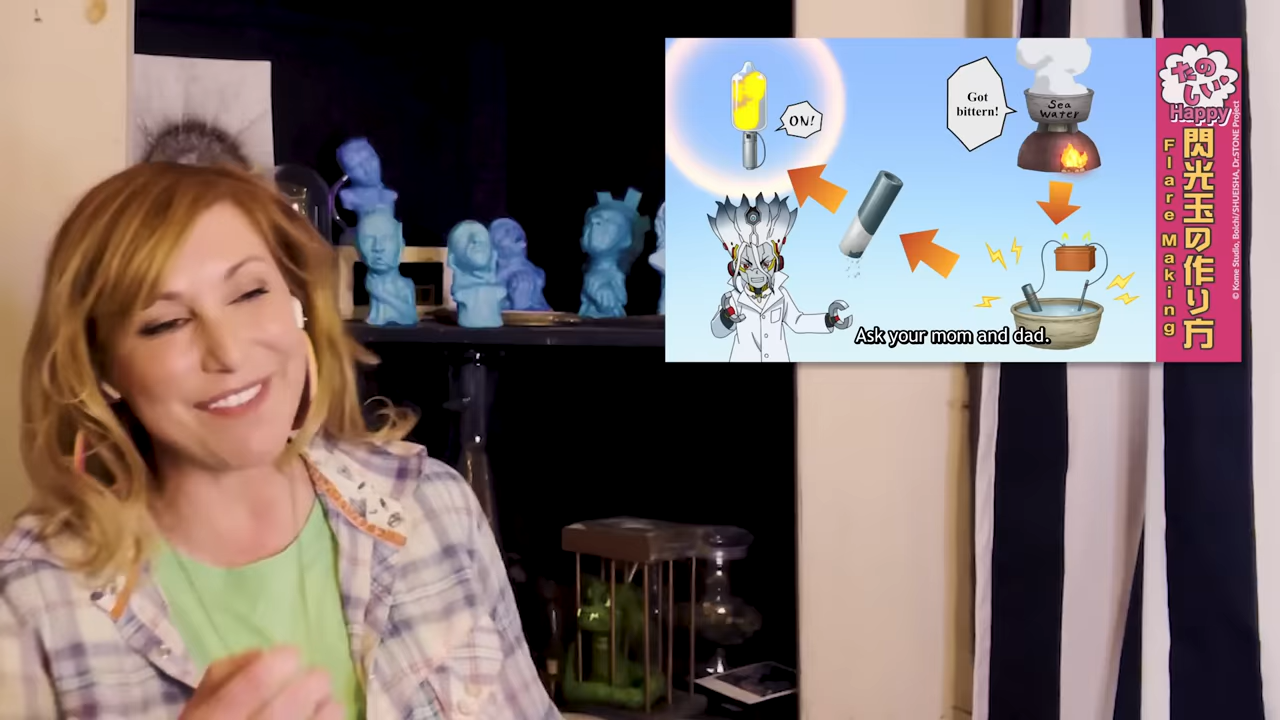 ON!
Got
bittern!
Sea
Water
Ask your mom and dad.
たのしい
Happy
閃光玉の作り方
Flare Making
© Kome Studio, Boichi/SHUEISHA, Dr.STONE Project